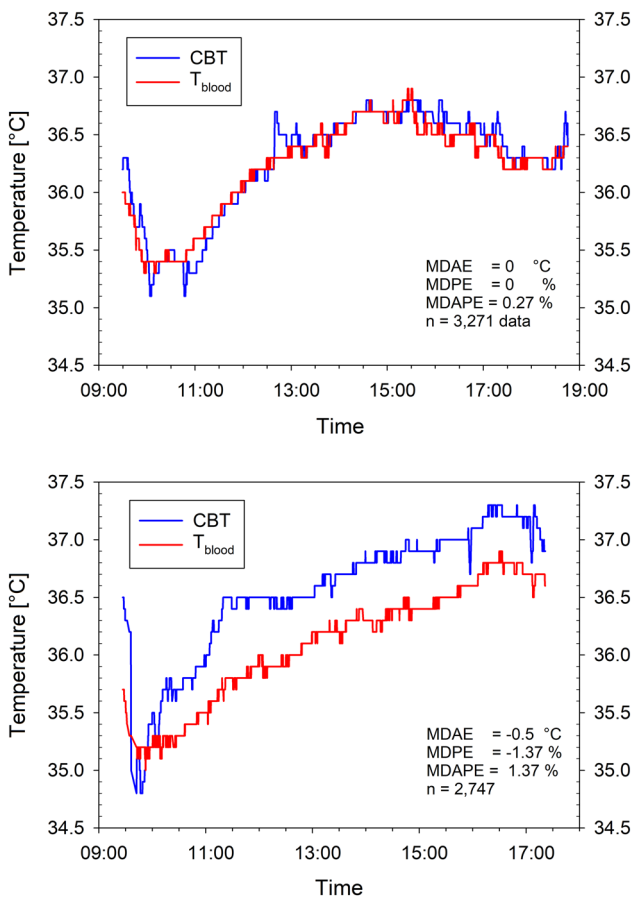 37.5
37.5
CBT
T blood
37.0
37.0
36.5
36.5
36.0
36.0
35.5
35.5
35.0
35.0
34.5
34.5
Temperature [°C]
MDAE = 0 °C
MDPE = 0 %
MDAPE = 0.27 %
n = 3,271 data
09:00 11:00 13:00 15:00 17:00 19:00
Time
37.5
37.5
CBT
T blood
37.0
37.0
36.5
36.5
36.0
36.0
35.5
35.5
35.0
35.0
34.5
34.5
Temperature [°C]
MDAE = -0.5 °C
MDPE = -1.37 %
MDAPE = 1.37 %
n = 2,747
09:00 11:00 13:00 15:00 17:00
Time